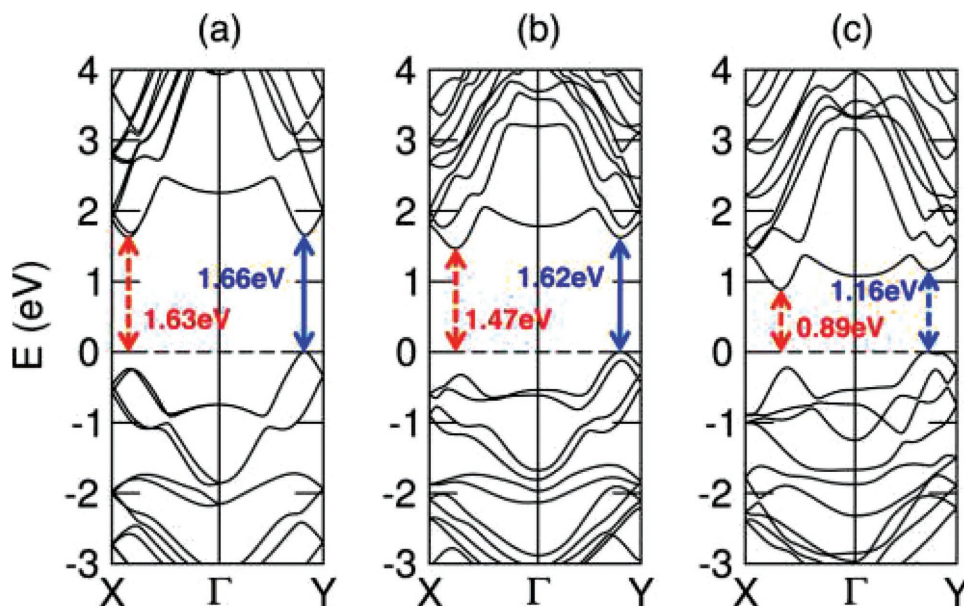 (a) (b) (c)
E (eV)
4 4 4
3 3 3
2 2 2
1.66eV 1.62eV 1.16eV
1 1 1
1.63eV 1.47eV 0.89eV
0 0 0
-1 -1 -1
-2 -2 -2
-3 -3 -3
X Γ Y X Γ Y X Γ Y